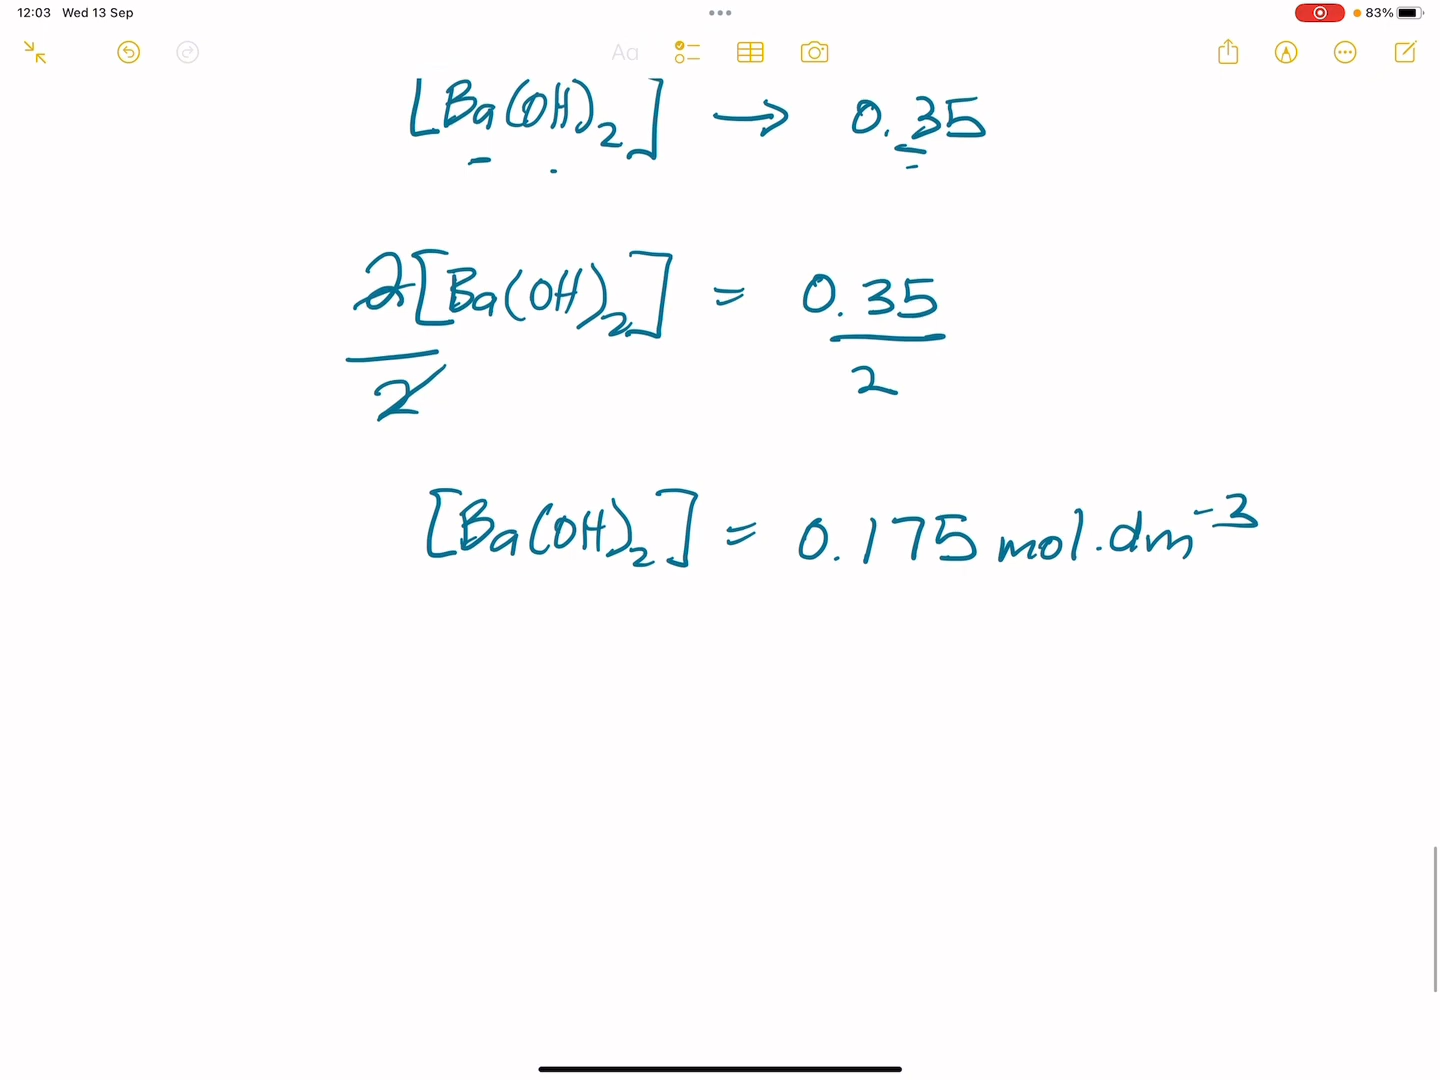 12:03 Wed 13 Sep 83%
Aa
[Ba(OH)₂] → 0.35
2[Ba(OH)₂] = 0.35
2 2
[Ba(OH)₂] = 0.175 mol.dm⁻³